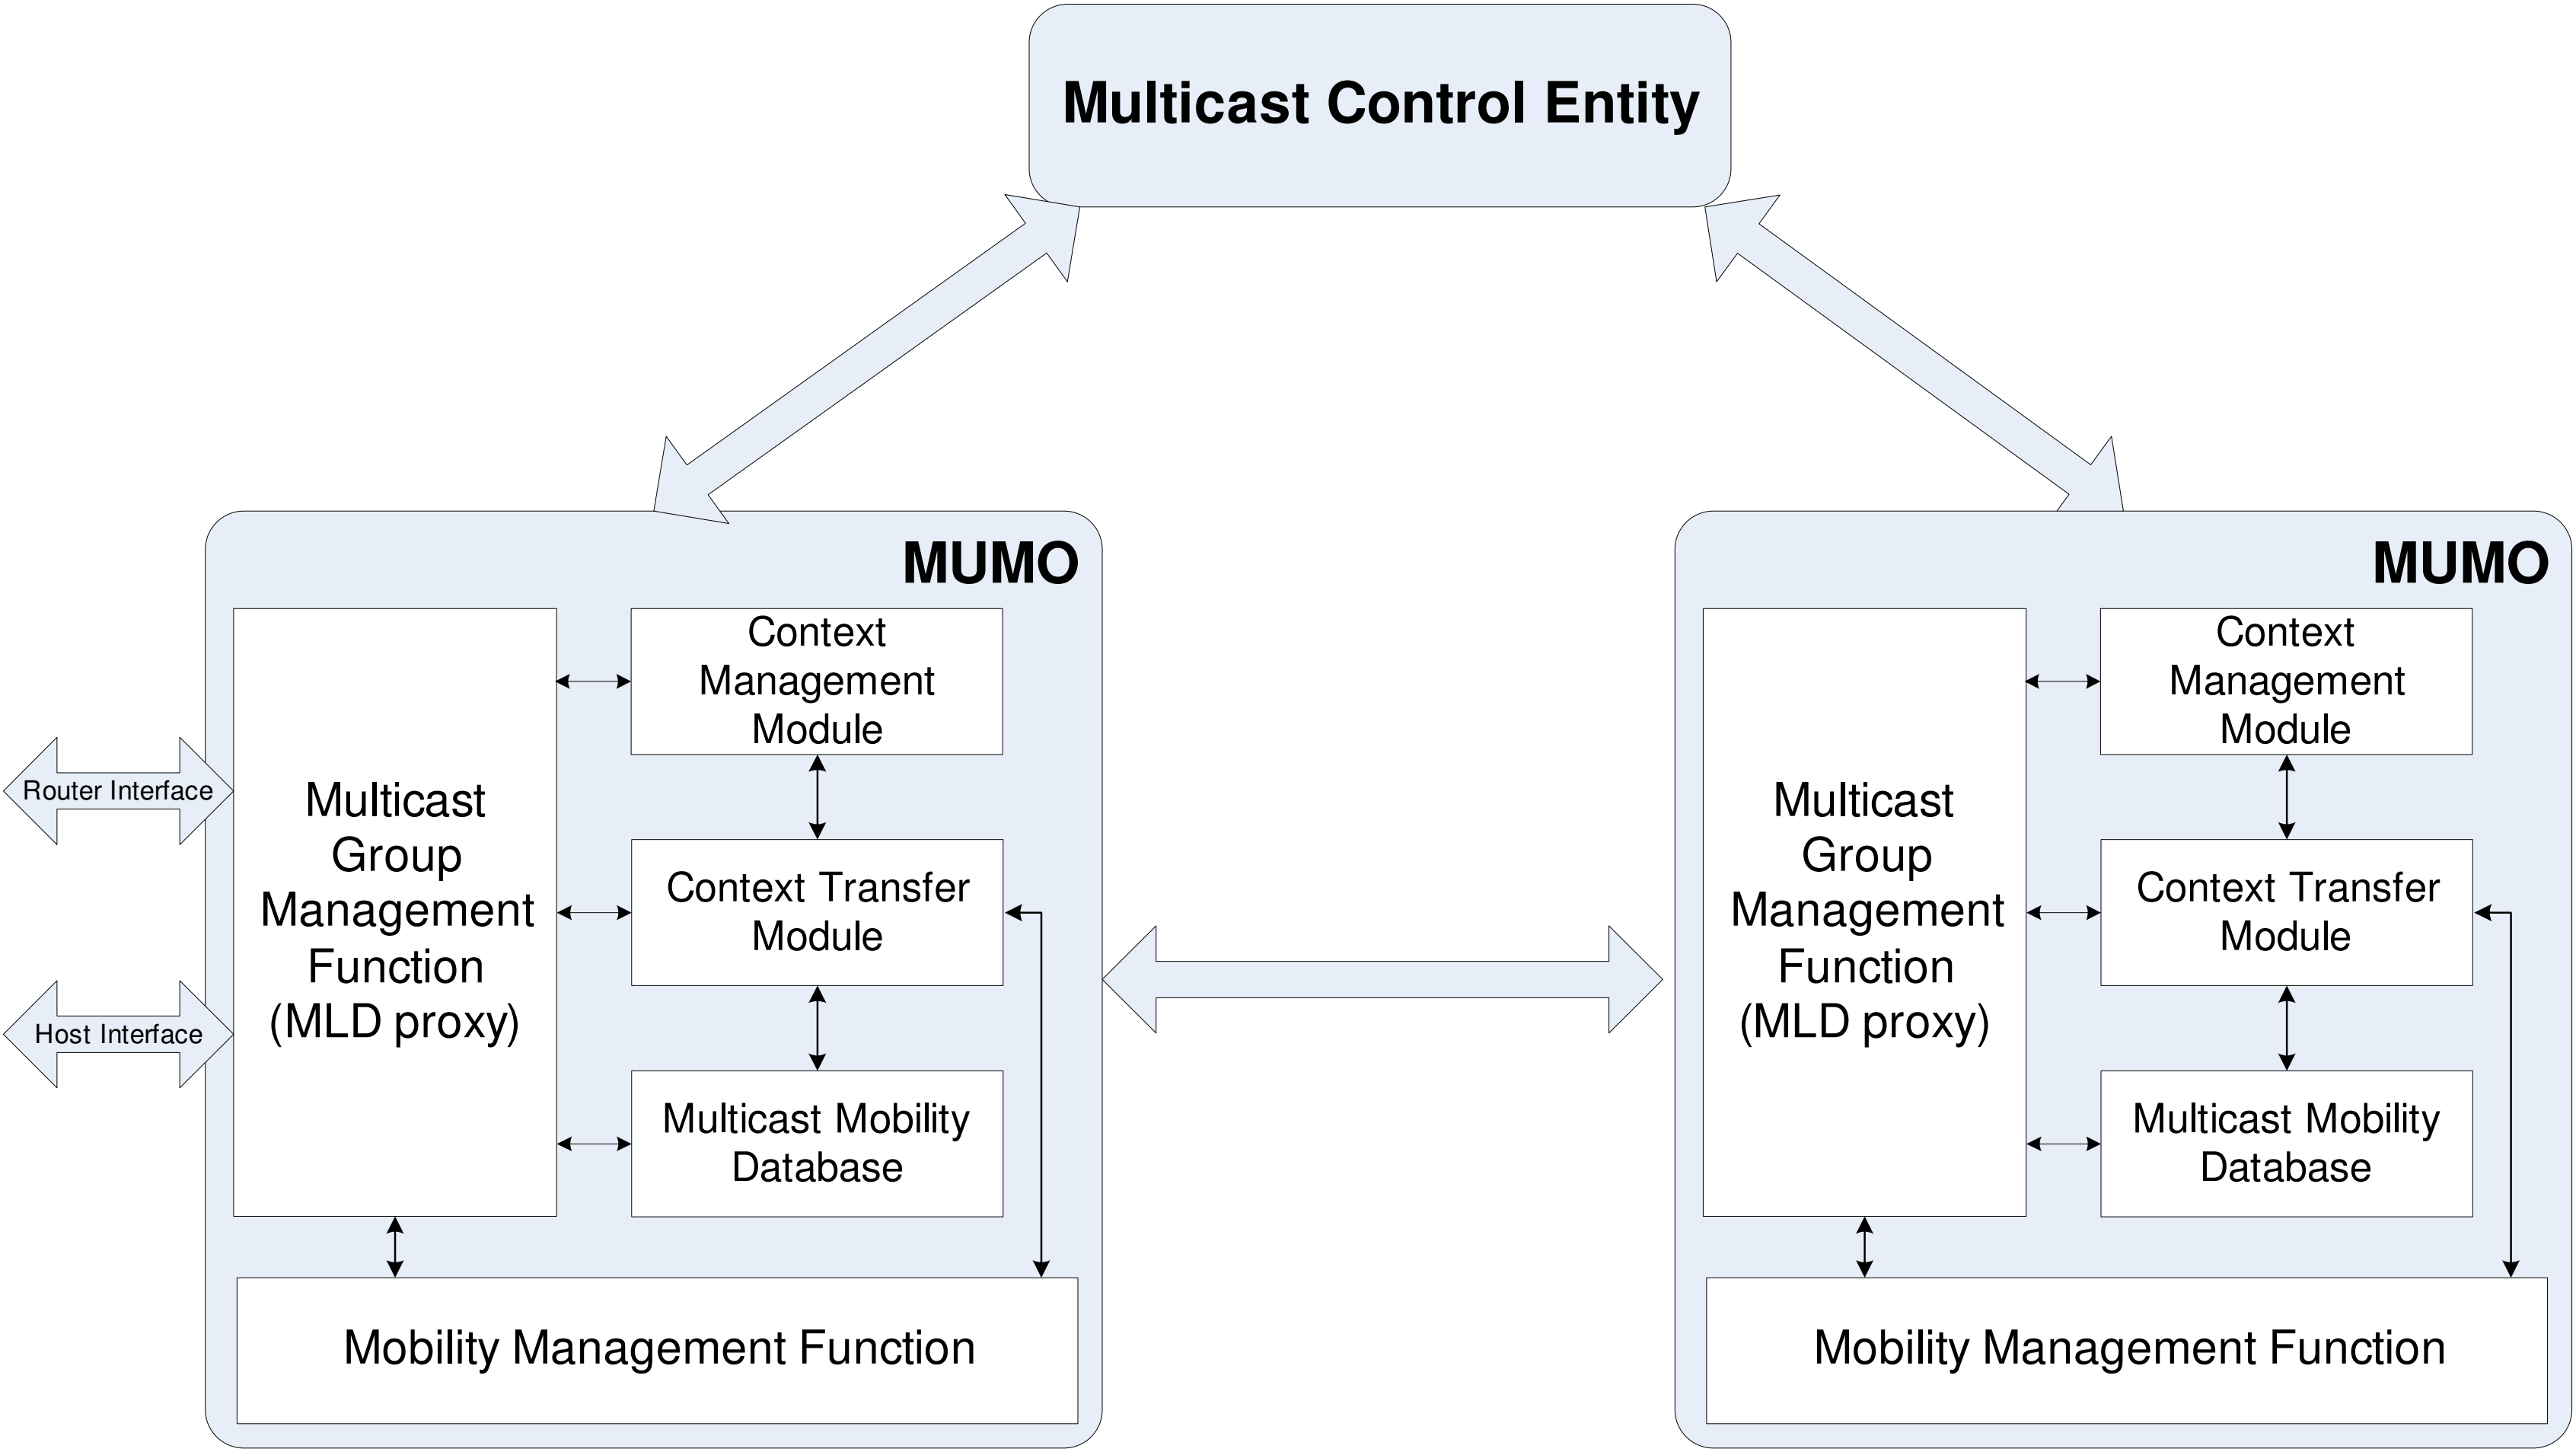 Multicast Control Entity
MUMO
Context
Management
Module
Multicast
Group
Management
Function
(MLD proxy)
Router Interface
Host Interface
Context Transfer
Module
Multicast Mobility
Database
Mobility Management Function
MUMO
Context
Management
Module
Multicast
Group
Management
Function
(MLD proxy)
Context Transfer
Module
Multicast Mobility
Database
Mobility Management Function